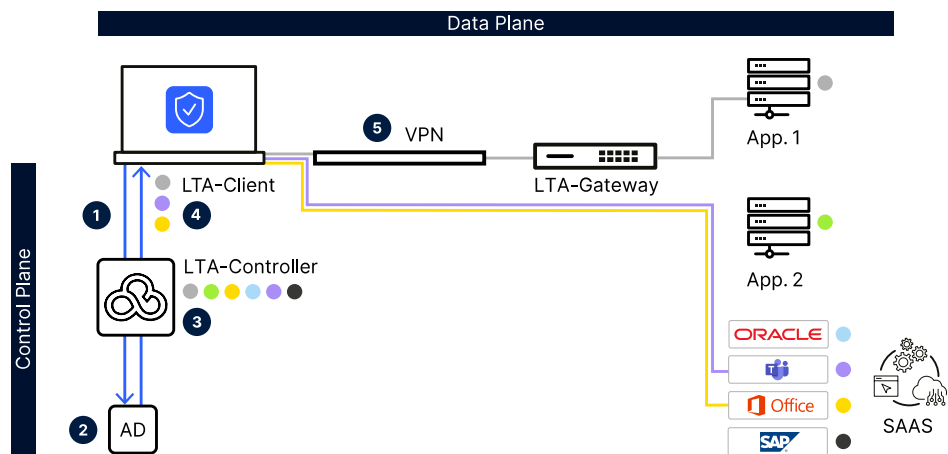 Data Plane
5
VPN
App. 1
LTA-Client
LTA-Gateway
1
4
Control Plane
LTA-Controller
App. 2
3
ORACLE
T
Office
SAAS
2
AD
SAP